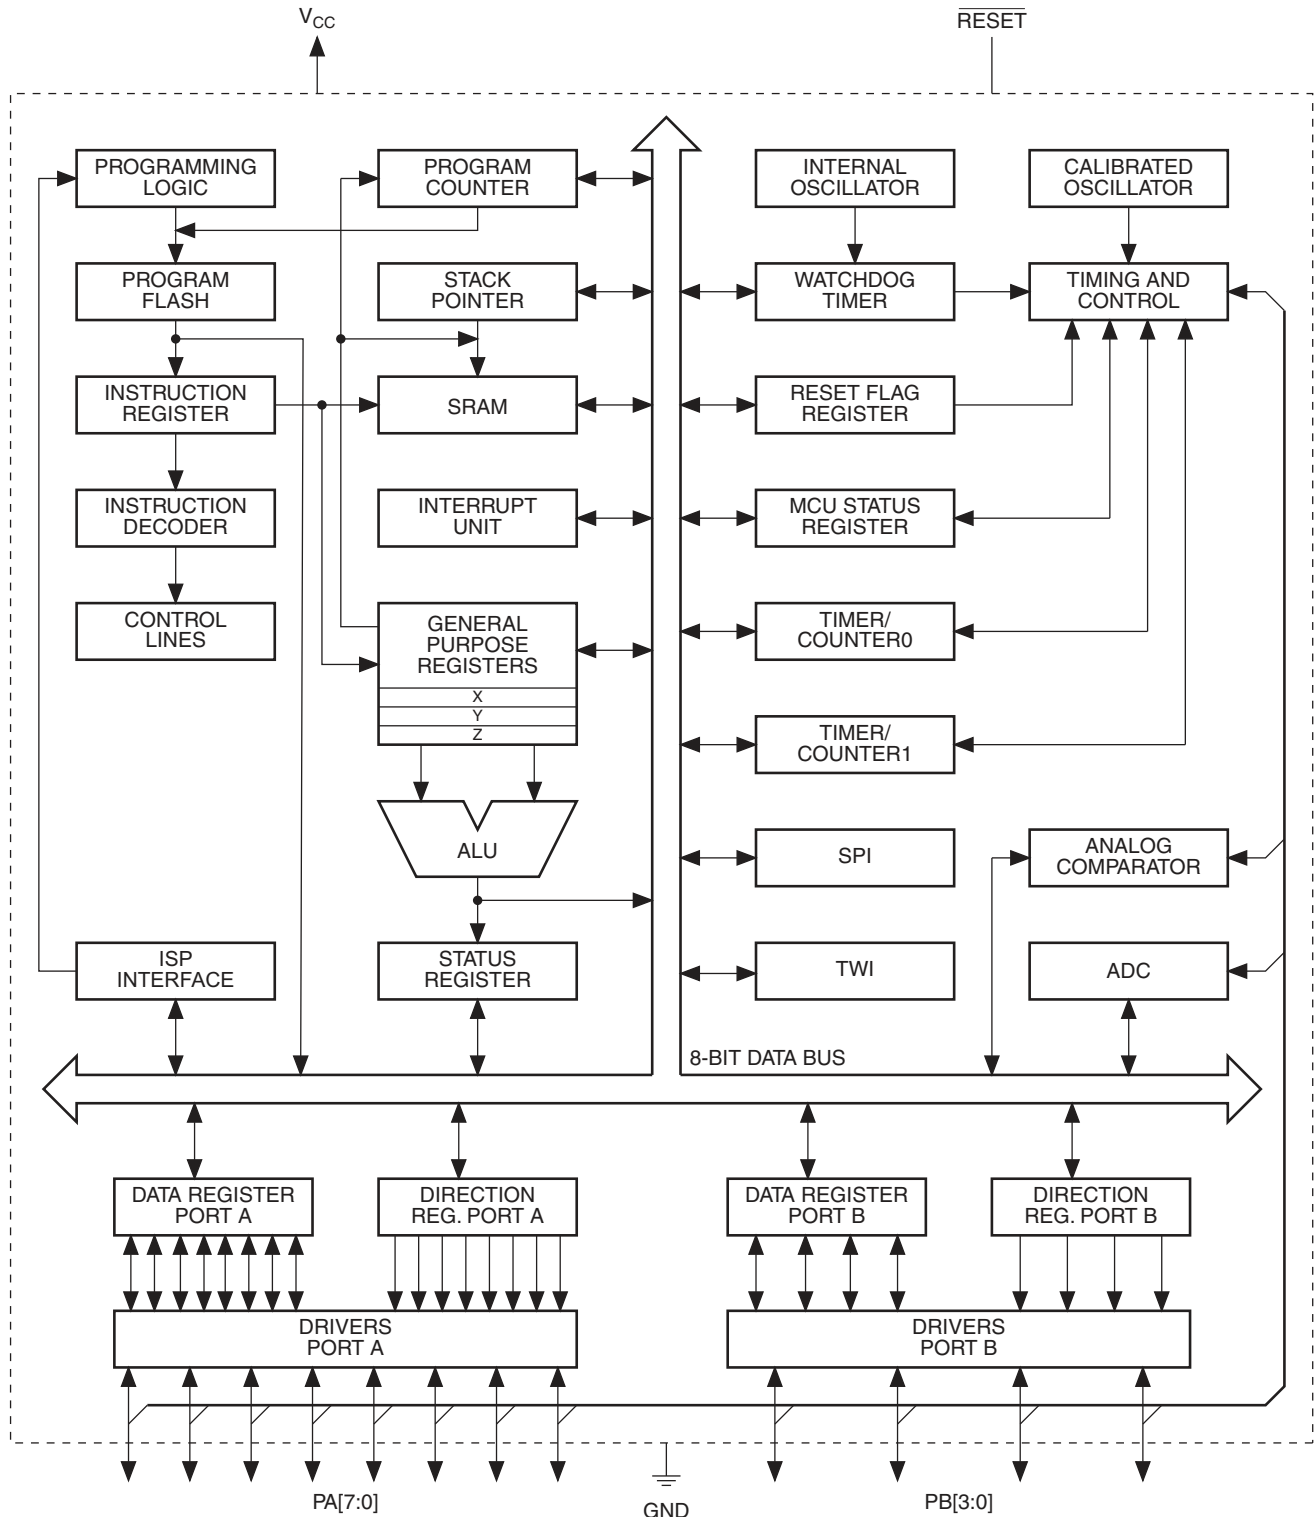 VCC
RESET
PROGRAMMING
LOGIC
PROGRAM
COUNTER
INTERNAL
OSCILLATOR
CALIBRATED
OSCILLATOR
PROGRAM
FLASH
STACK
POINTER
WATCHDOG
TIMER
TIMING AND
CONTROL
INSTRUCTION
REGISTER
SRAM
RESET FLAG
REGISTER
INSTRUCTION
DECODER
INTERRUPT
UNIT
MCU STATUS
REGISTER
CONTROL
LINES
GENERAL
PURPOSE
REGISTERS
X
Y
Z
TIMER/
COUNTER0
TIMER/
COUNTER1
ALU
SPI
ANALOG
COMPARATOR
ISP
INTERFACE
STATUS
REGISTER
TWI
ADC
8-BIT DATA BUS
DATA REGISTER
PORT A
DIRECTION
REG. PORT A
DATA REGISTER
PORT B
DIRECTION
REG. PORT B
DRIVERS
PORT A
DRIVERS
PORT B
PA[7:0]
GND
PB[3:0]